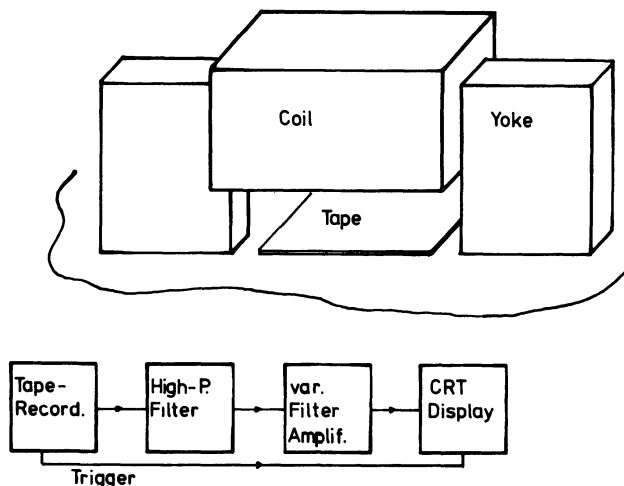 Coil
Yoke
Tape
Tape-
Record.
High-P.
Filter
var.
Filter
Amplif.
CRT
Display
Trigger